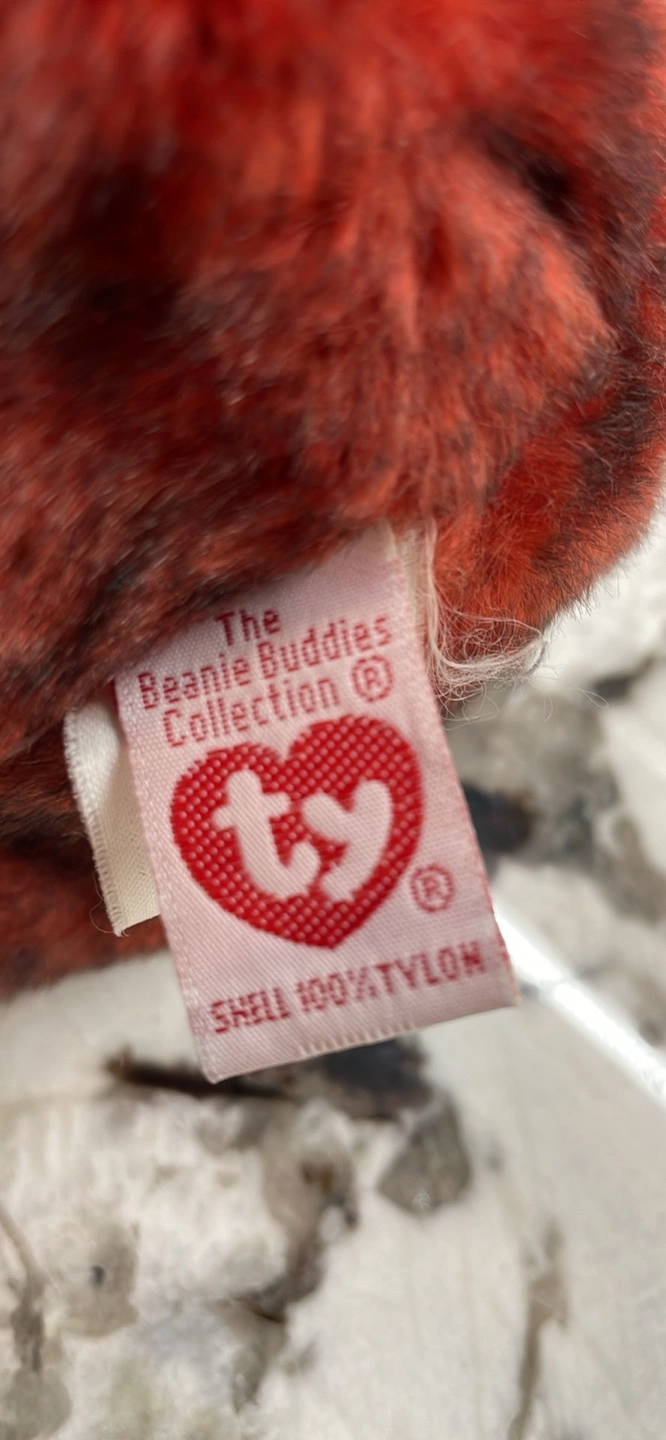 The
Beanie Buddies
Collection ®
ty
®
SHELL 100% TYLON